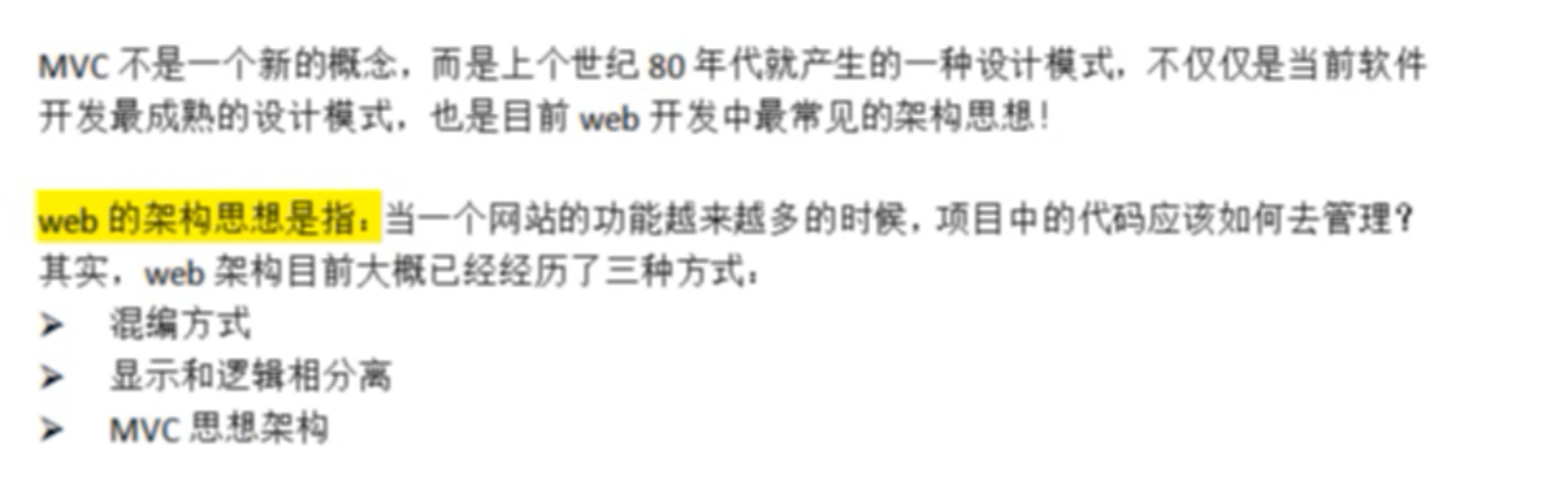 MVC 不是一个新的概念，而是上个世纪 80 年代就产生的一种设计模式，不仅仅是当前软件
开发最成熟的设计模式，也是目前 web 开发中最常见的架构思想！
web 的架构思想是指：当一个网站的功能越来越多的时候，项目中的代码应该如何去管理？
其实，web 架构目前大概已经经历了三种方式：
➢ 混编方式
➢ 显示和逻辑相分离
➢ MVC 思想架构